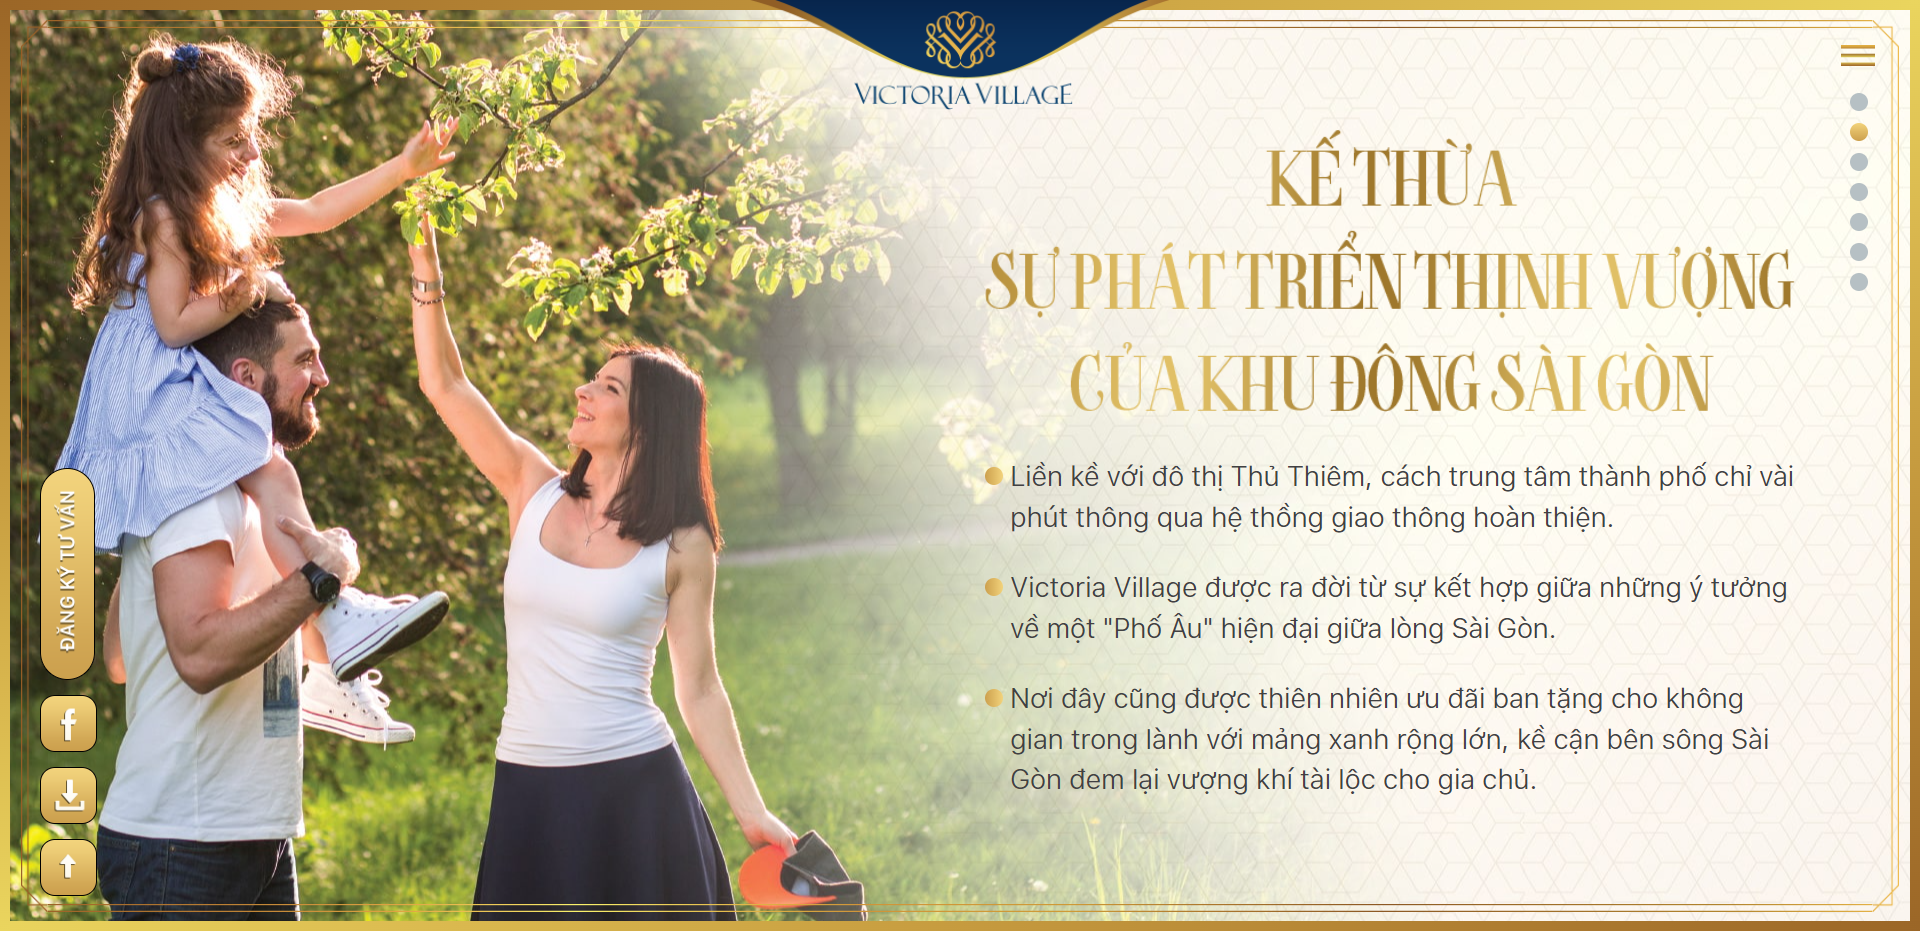 VICTORIA VILLAGE
KẾ THỪA
SỰ PHÁT TRIỂN THỊNH VƯỢNG
CỦA KHU ĐÔNG SÀI GÒN
Liền kề với đô thị Thủ Thiêm, cách trung tâm thành phố chỉ vài
phút thông qua hệ thồng giao thông hoàn thiện.
Victoria Village được ra đời từ sự kết hợp giữa những ý tưởng
về một "Phố Âu" hiện đại giữa lòng Sài Gòn.
Nơi đây cũng được thiên nhiên ưu đãi ban tặng cho không
gian trong lành với mảng xanh rộng lớn, kề cận bên sông Sài
Gòn đem lại vượng khí tài lộc cho gia chủ.
ĐĂNG KÝ TƯ VẤN